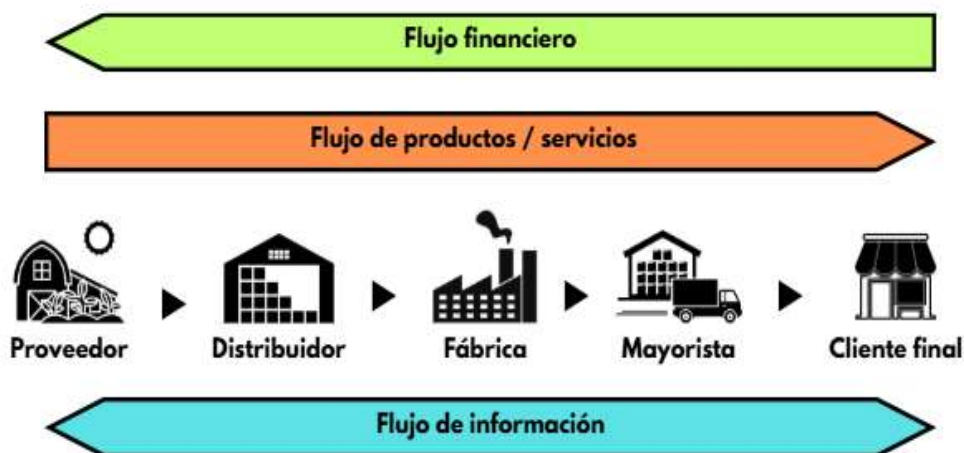 Flujo financiero
Flujo de productos / servicios
Proveedor
Distribuidor
Fábrica
Mayorista
Cliente final
Flujo de información